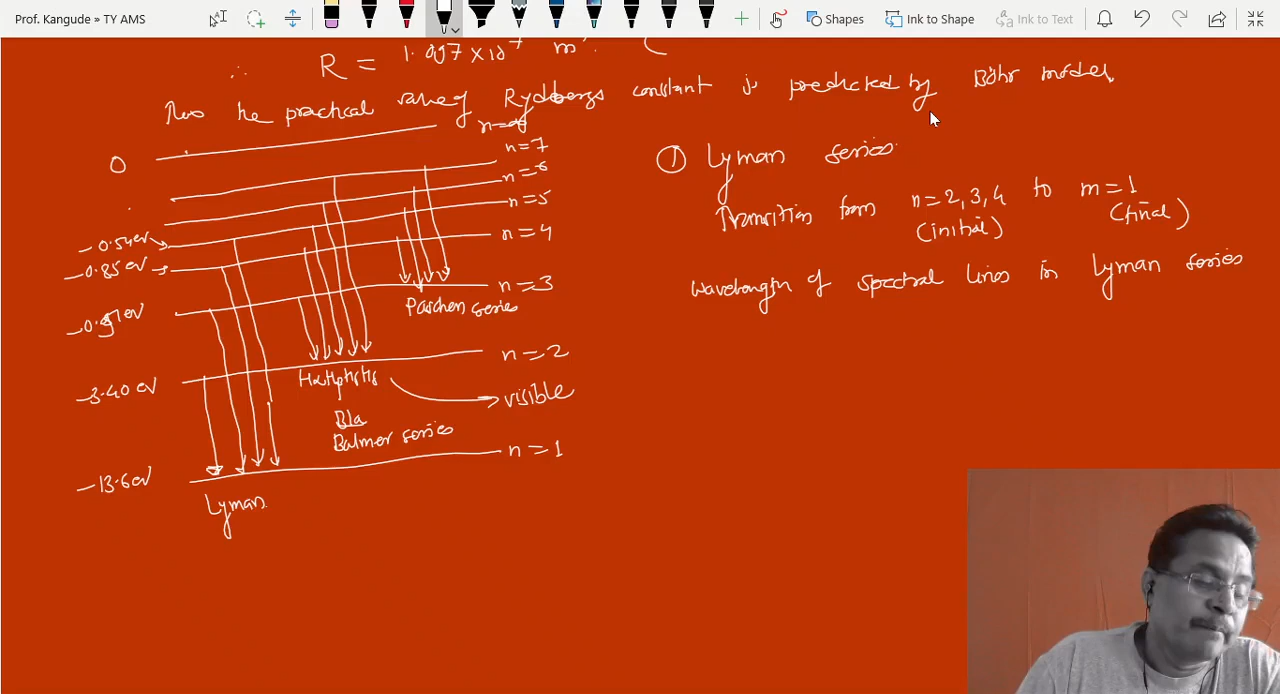 Prof. Kangude > TY AMS
Shapes
Ink to Shape
Ink to Text
∴ R = 1.097 × 10⁷ m
Thus the practical value of Rydbergs constant is predicted by Bohr model.
n=∞
0
n=7
n=6
n=5
-0.54eV
n=4
-0.85 eV
n=3
Paschen series
n=2
-3.40 eV
visible
Balmer series
n=1
-13.6eV
Lyman
① Lyman series
Transition from n=2, 3, 4 to m=1
(initial) (final)
wavelength of spectral lines in Lyman series